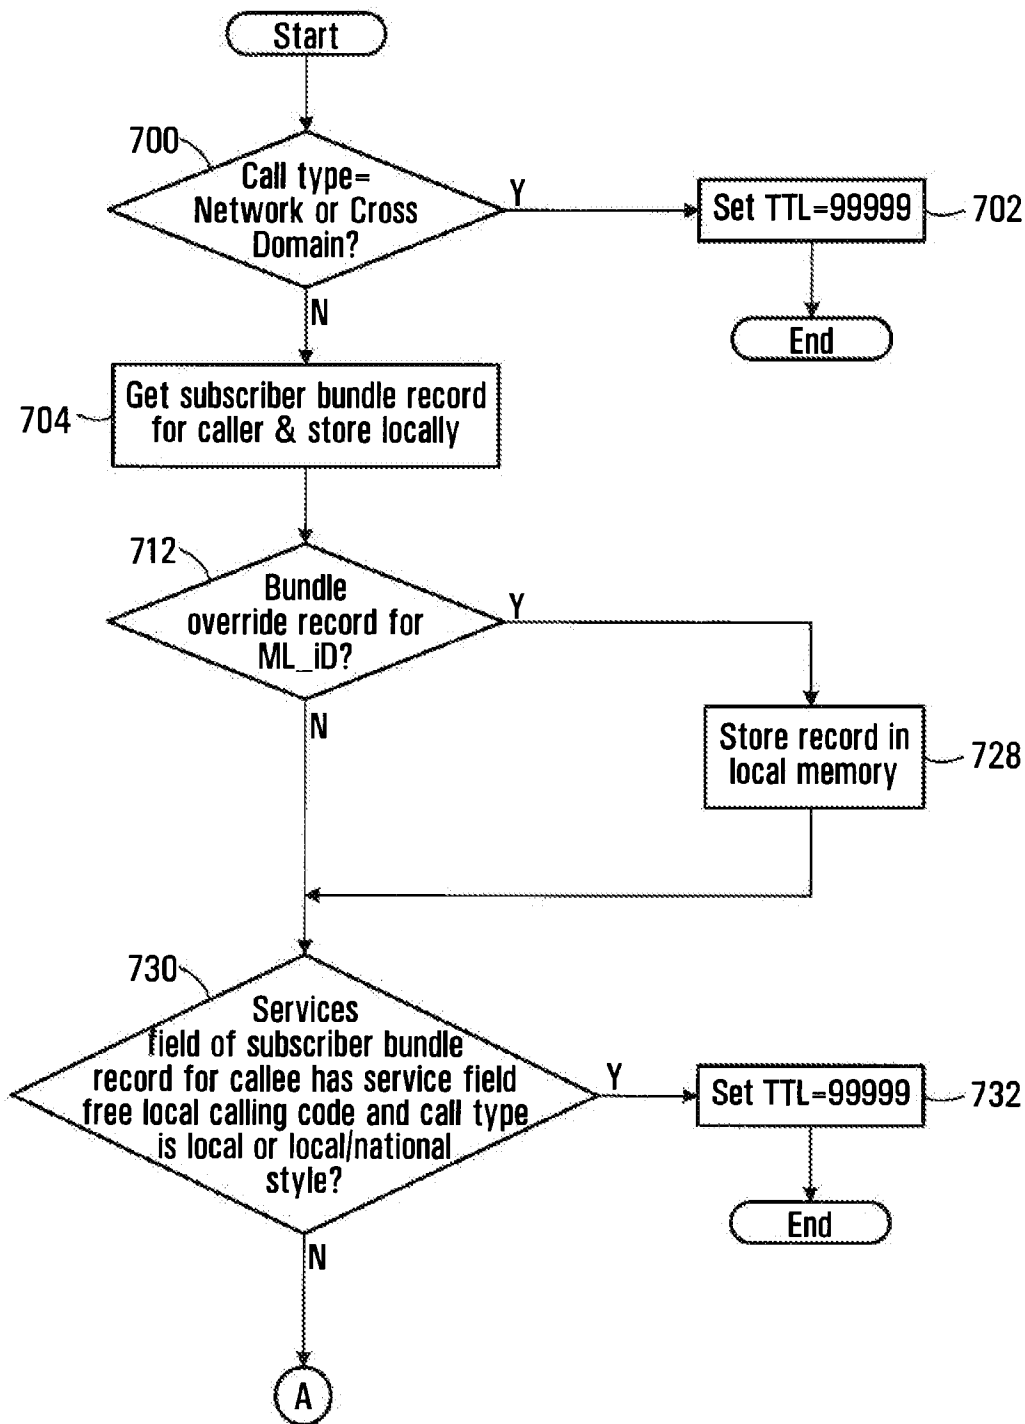 Start
700
Call type=
Network or Cross
Domain?
Y
Set TTL=99999
702
End
N
704
Get subscriber bundle record
for caller & store locally
712
Bundle
override record for
ML_iD?
Y
N
Store record in
local memory
728
730
Services
field of subscriber bundle
record for callee has service field
free local calling code and call type
is local or local/national
style?
Y
Set TTL=99999
732
End
N
A